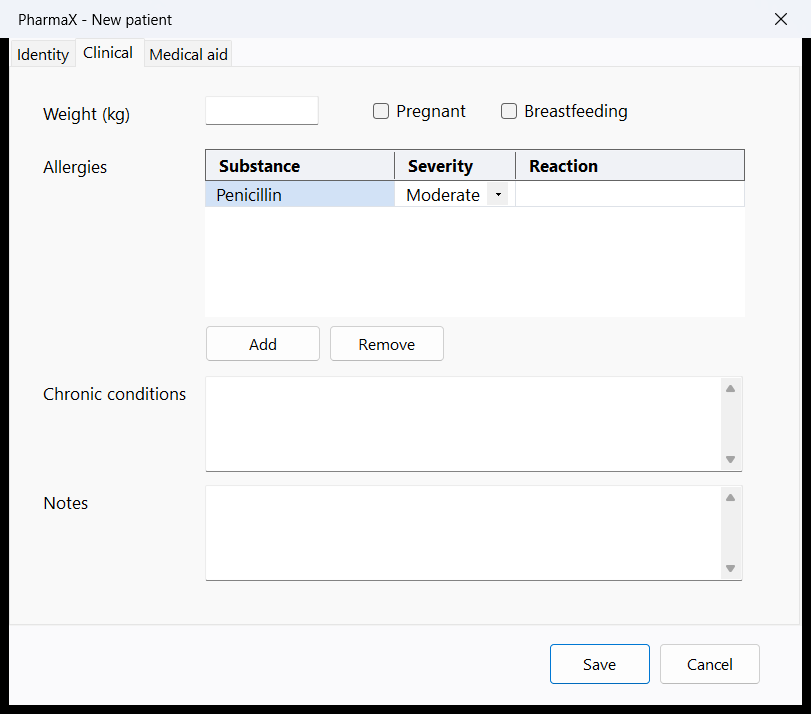 PharmaX - New patient
Identity Clinical Medical aid
Weight (kg) Pregnant Breastfeeding
Allergies
Substance Severity Reaction
Penicillin Moderate
Add Remove
Chronic conditions
Notes
Save Cancel